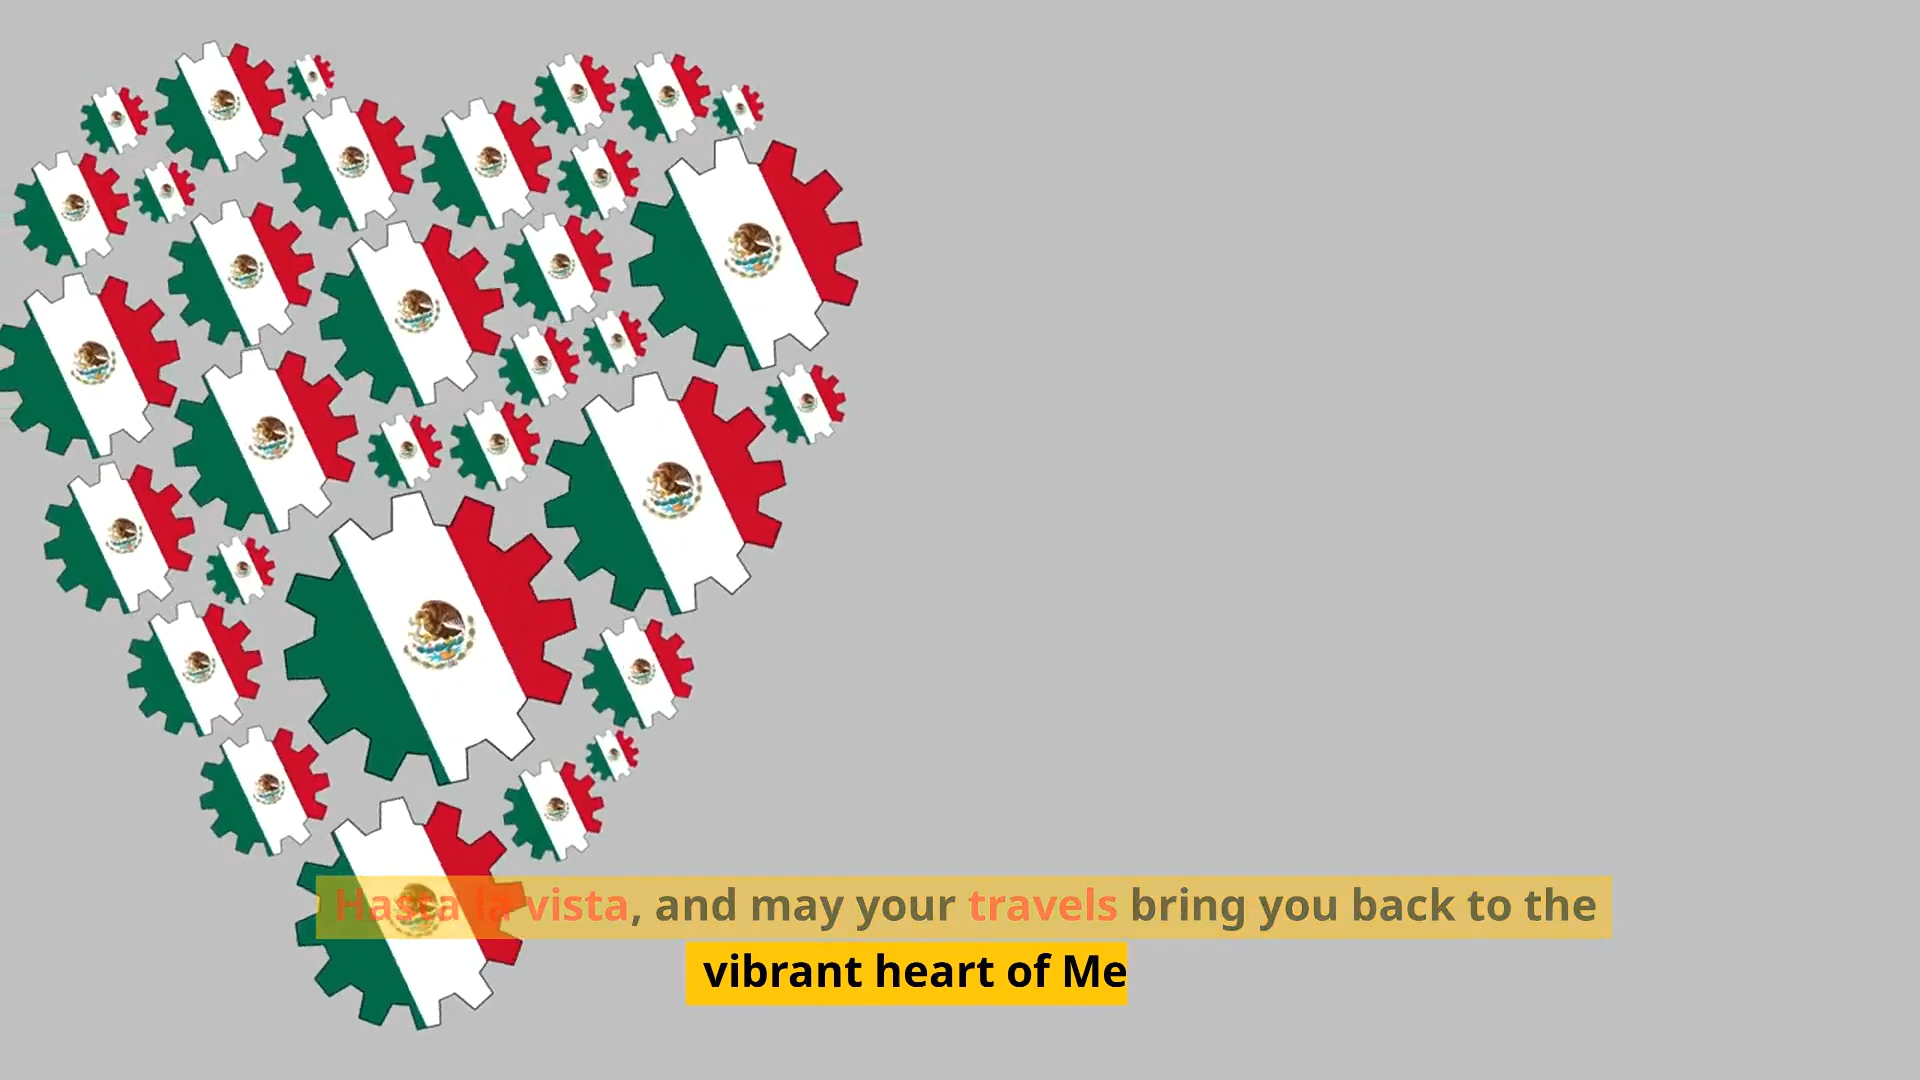 Hasta la vista, and may your travels bring you back to the
vibrant heart of Me